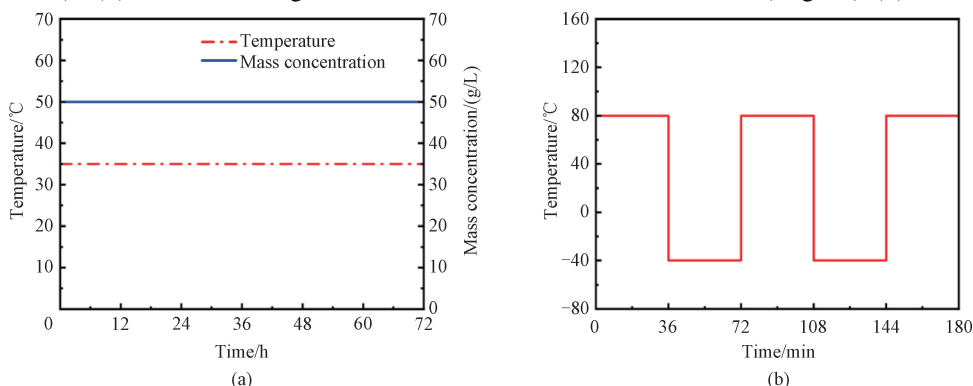 70
60
50
40
30
20
10
0
Temperature/℃
Temperature
Mass concentration
70
60
50
40
30
20
10
0
Mass concentration/(g/L)
12 24 36 48 60 72
Time/h
(a)
160
120
80
40
0
−40
−80
Temperature/℃
0 36 72 108 144 180
Time/min
(b)